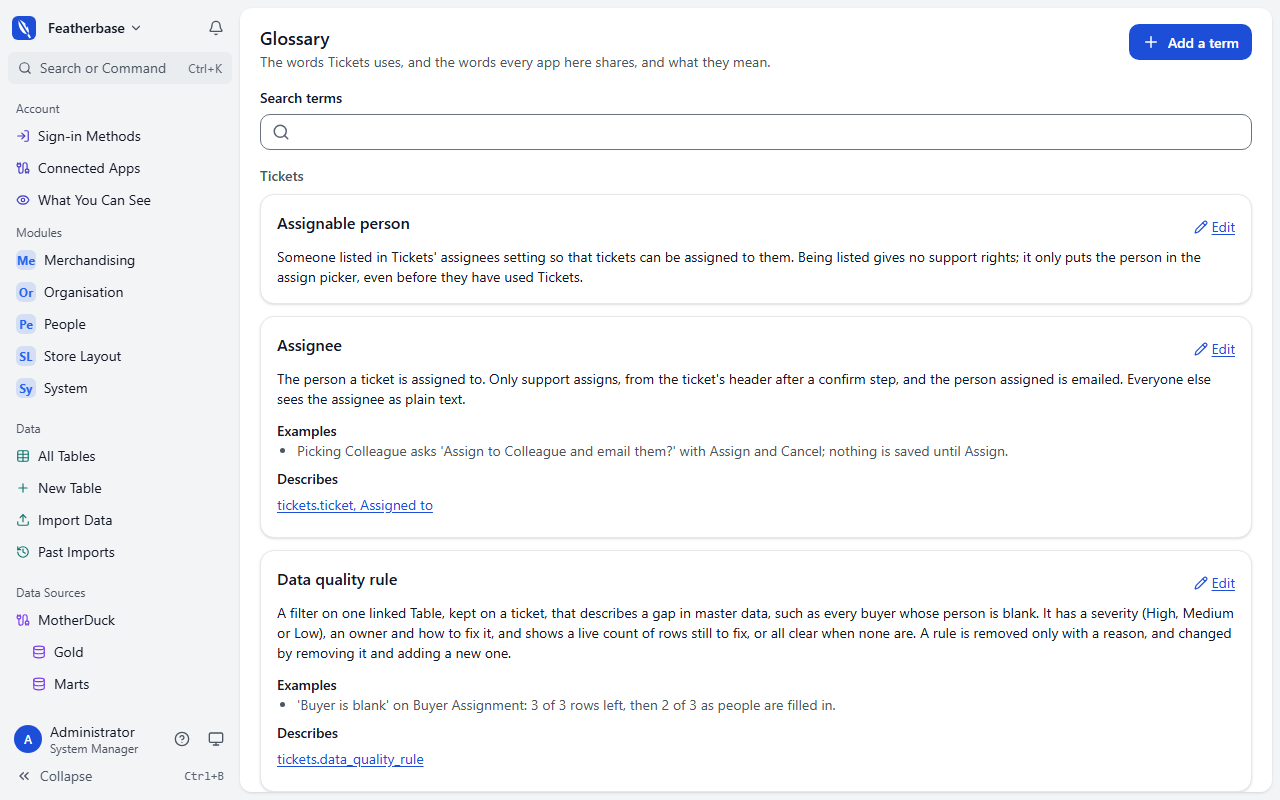 Featherbase
Search or Command Ctrl+K
Account
Sign-in Methods
Connected Apps
What You Can See
Modules
Me Merchandising
Or Organisation
Pe People
SL Store Layout
Sy System
Data
All Tables
New Table
Import Data
Past Imports
Data Sources
MotherDuck
Gold
Marts
A Administrator
System Manager
Collapse Ctrl+B
Glossary
The words Tickets uses, and the words every app here shares, and what they mean.
Add a term
Search terms
Tickets
Assignable person
Edit
Someone listed in Tickets' assignees setting so that tickets can be assigned to them. Being listed gives no support rights; it only puts the person in the
assign picker, even before they have used Tickets.
Assignee
Edit
The person a ticket is assigned to. Only support assigns, from the ticket's header after a confirm step, and the person assigned is emailed. Everyone else
sees the assignee as plain text.
Examples
• Picking Colleague asks 'Assign to Colleague and email them?' with Assign and Cancel; nothing is saved until Assign.
Describes
tickets.ticket, Assigned to
Data quality rule
Edit
A filter on one linked Table, kept on a ticket, that describes a gap in master data, such as every buyer whose person is blank. It has a severity (High, Medium
or Low), an owner and how to fix it, and shows a live count of rows still to fix, or all clear when none are. A rule is removed only with a reason, and changed
by removing it and adding a new one.
Examples
• 'Buyer is blank' on Buyer Assignment: 3 of 3 rows left, then 2 of 3 as people are filled in.
Describes
tickets.data_quality_rule